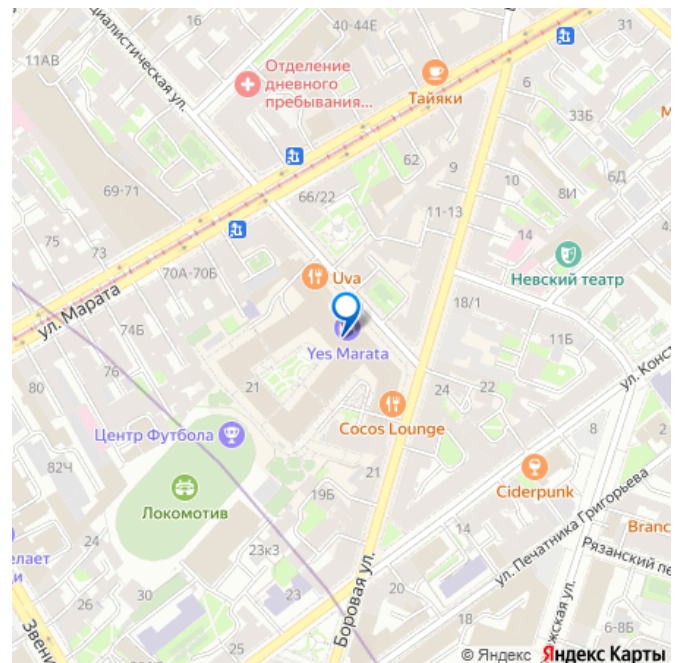 40-44Е
31
11АВ
циалистическая ул.
Отделение
дневного
пребывания...
Тайяки
6
33Б
62
9
10
8И
6Д
69-71
66/22
11-13
75
73
14
Невский театр
70А-70Б
Uva
ул. Марата
18/1
74Б
Yes Marata
11Б
ул. Конст
80
21
24
22
Cocos Lounge
8
2
Центр Футбола
82Ч
21
Ciderpunk
19Б
ул. Печатника Григорьева
Локомотив
14
Branc
елает
и
24
23к3
Рязанский пе
26
30
23
Боровая ул.
20
жская ул.
18
6-8Б
Звени
© Яндекс Яндекс Карты